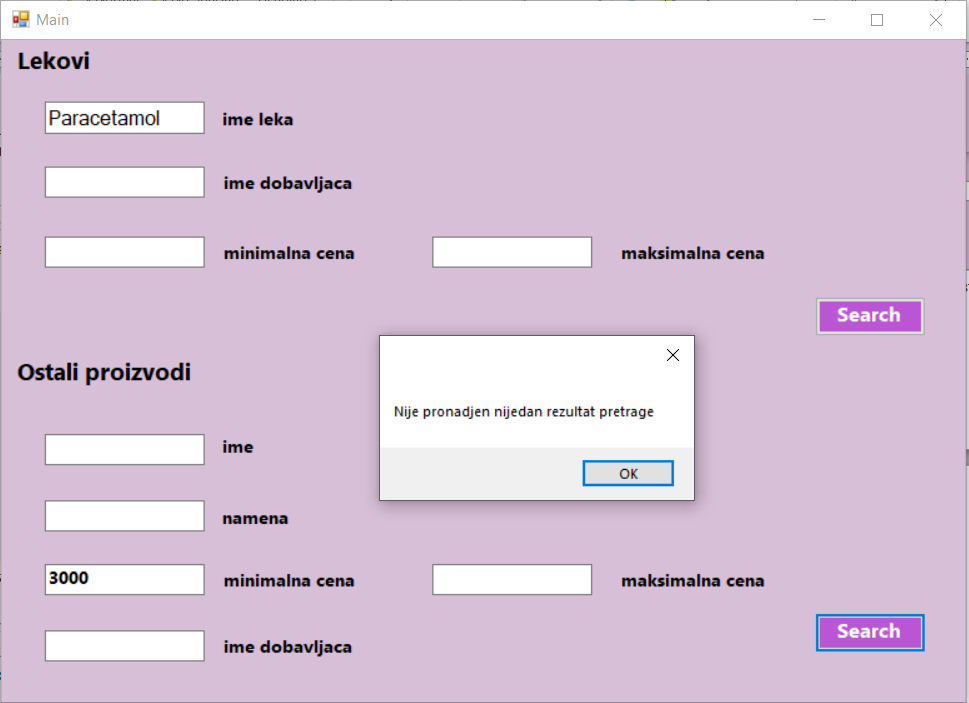 Main
Lekovi
Paracetamol ime leka
ime dobavljaca
minimalna cena maksimalna cena
Search
Ostali proizvodi
Nije pronadjen nijedan rezultat pretrage
OK
ime
namena
3000 minimalna cena maksimalna cena
Search
ime dobavljaca